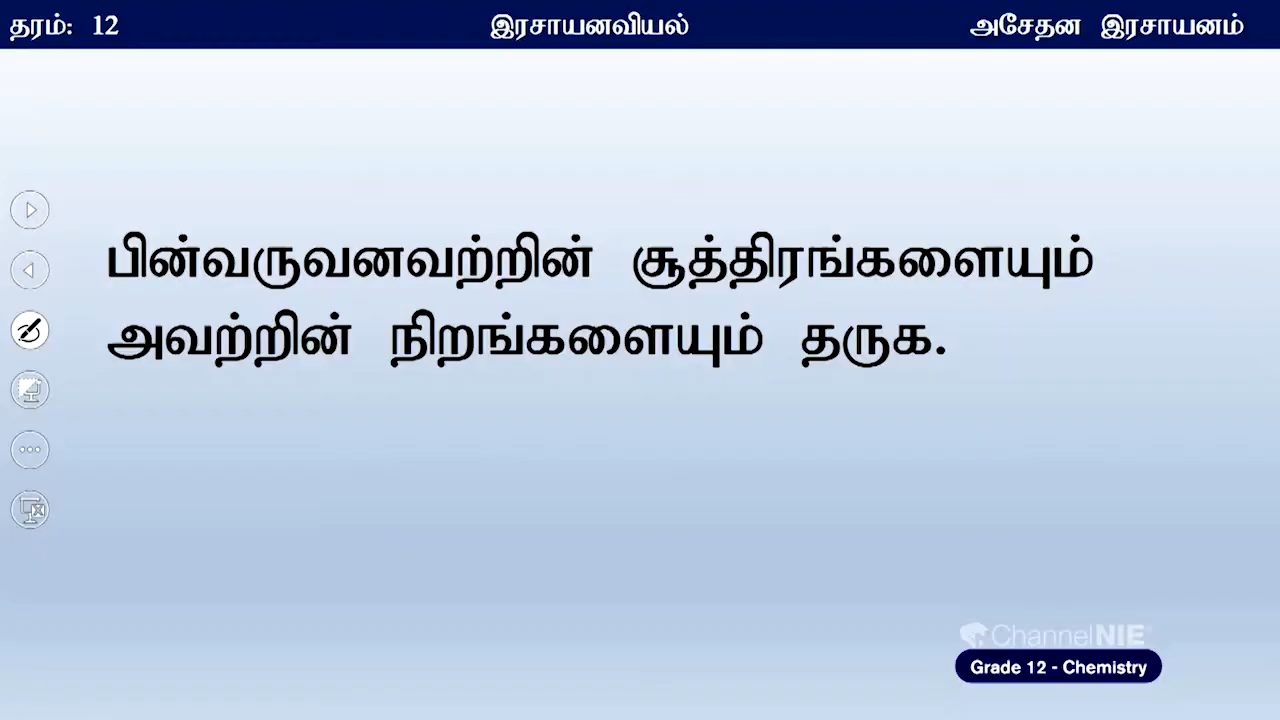 தரம்: 12 இரசாயனவியல் அசேதன இரசாயனம்
பின்வருவனவற்றின் சூத்திரங்களையும்
அவற்றின் நிறங்களையும் தருக.
ChannelNIE
Grade 12 - Chemistry